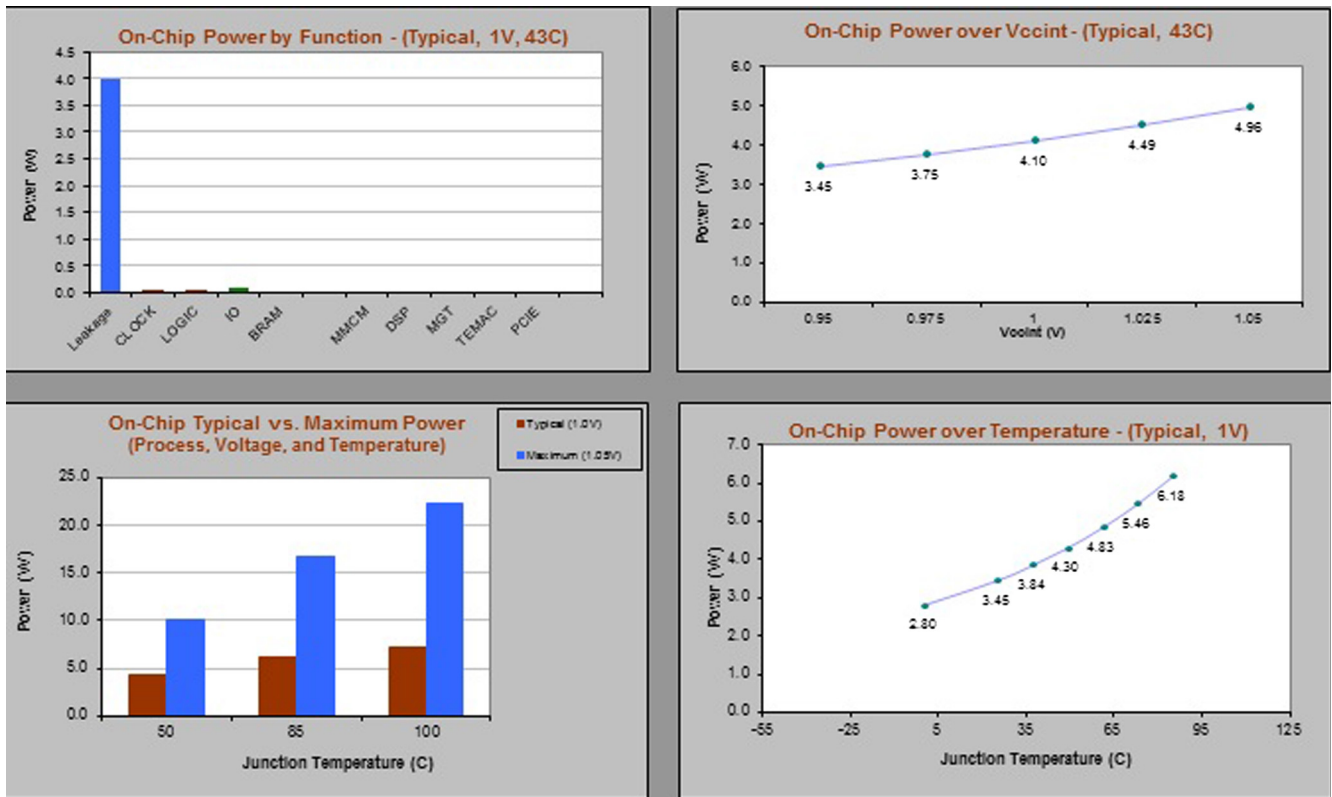 On-Chip Power by Function - (Typical, 1V, 43C)
4.5
4.0
3.5
3.0
2.5
2.0
1.5
1.0
0.5
0.0
Power (W)
Leakage
CLOCK
LOGIC
IO
BRAM
MMCM
DSP
MGT
TEMAC
PCIE
On-Chip Power over Vccint - (Typical, 43C)
6.0
5.0
4.0
3.0
2.0
1.0
0.0
Power (W)
3.45
3.75
4.10
4.49
4.96
0.95
0.975
1
1.025
1.05
Vccint (V)
On-Chip Typical vs. Maximum Power
(Process, Voltage, and Temperature)
Typical (1.0V)
Maximum (1.05V)
25.0
20.0
15.0
10.0
5.0
0.0
Power (W)
50
85
100
Junction Temperature (C)
On-Chip Power over Temperature - (Typical, 1V)
7.0
6.0
5.0
4.0
3.0
2.0
1.0
0.0
Power (W)
2.80
3.45
3.84
4.30
4.83
5.46
6.18
-55
-25
5
35
65
95
125
Junction Temperature (C)